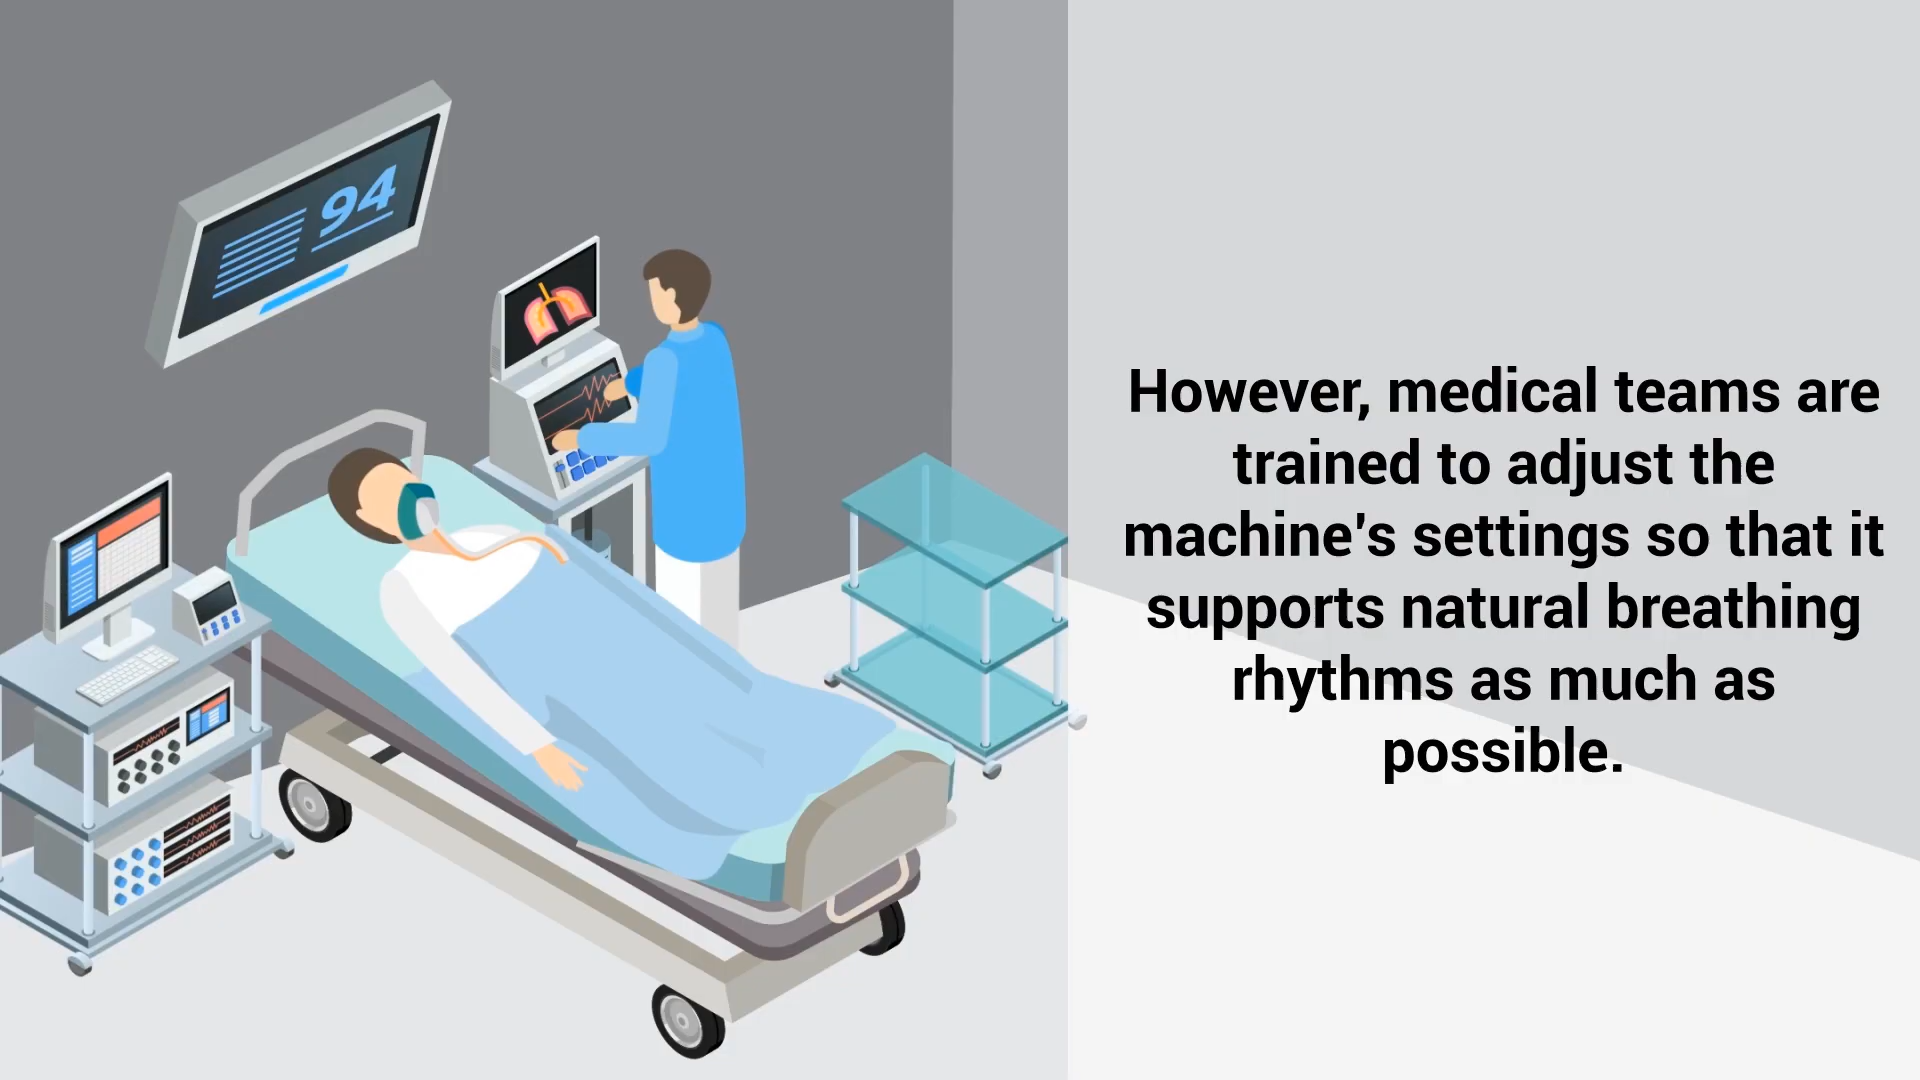 94
However, medical teams are
trained to adjust the
machine's settings so that it
supports natural breathing
rhythms as much as
possible.